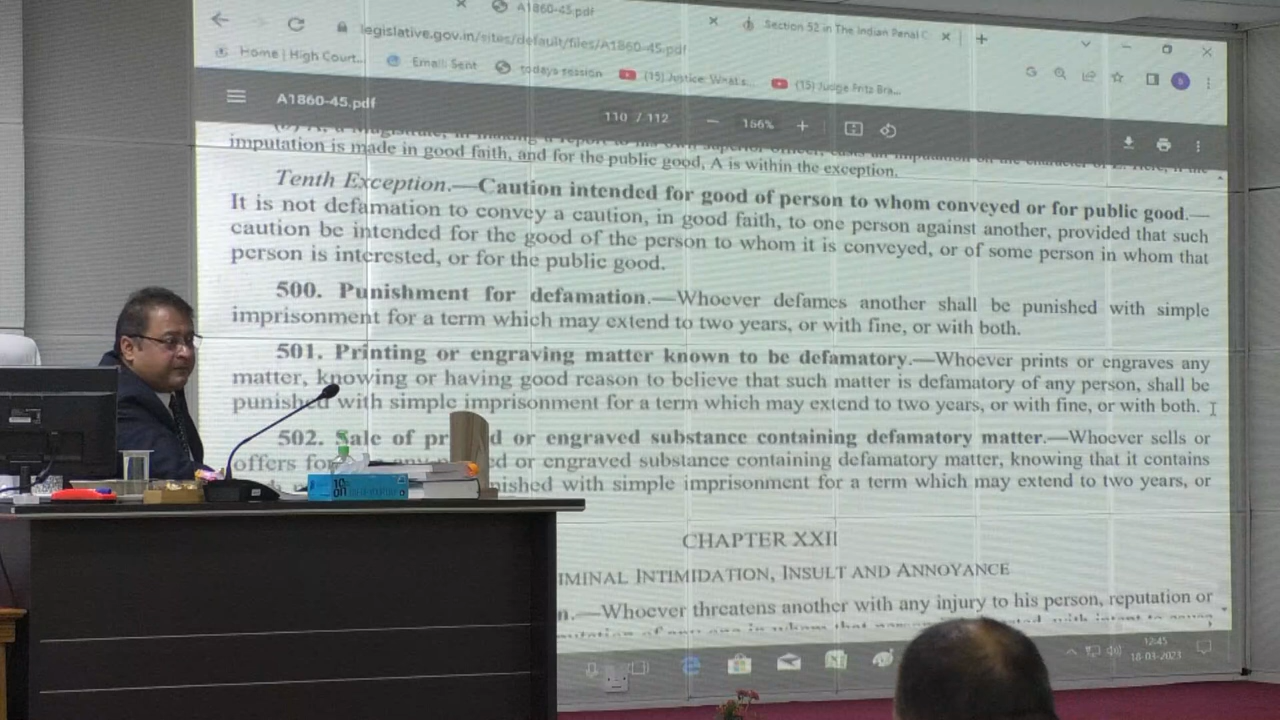 A1860-45.pdf
Section 52 in The Indian Penal C
legislative.gov.in/sites/default/files/A1860-45.pdf
Home | High Court...
Email: Sent
todays session
(15) Justice: What's...
(15) Judge Fritz Bra...
A1860-45.pdf
110 / 112
166%
imputation is made in good faith, and for the public good, A is within the exception.
Tenth Exception.—Caution intended for good of person to whom conveyed or for public good.—
It is not defamation to convey a caution, in good faith, to one person against another, provided that such
caution be intended for the good of the person to whom it is conveyed, or of some person in whom that
person is interested, or for the public good.
500. Punishment for defamation.—Whoever defames another shall be punished with simple
imprisonment for a term which may extend to two years, or with fine, or with both.
501. Printing or engraving matter known to be defamatory.—Whoever prints or engraves any
matter, knowing or having good reason to believe that such matter is defamatory of any person, shall be
punished with simple imprisonment for a term which may extend to two years, or with fine, or with both.
502. Sale of pr d or engraved substance containing defamatory matter.—Whoever sells or
offers for ed or engraved substance containing defamatory matter, knowing that it contains
nished with simple imprisonment for a term which may extend to two years, or
CHAPTER XXII
IMINAL INTIMIDATION, INSULT AND ANNOYANCE
n.—Whoever threatens another with any injury to his person, reputation or
12:45
18-03-2023